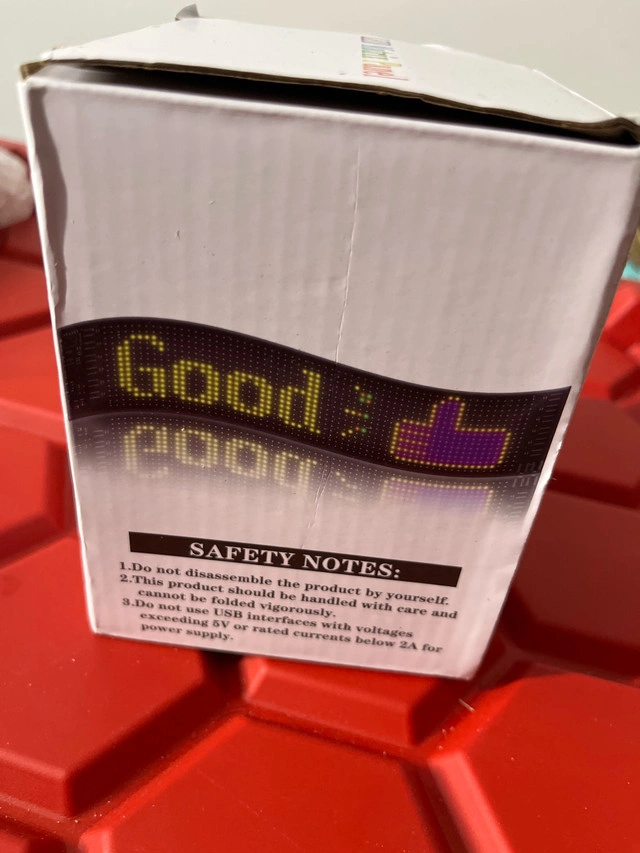 Good
SAFETY NOTES:
1.Do not disassemble the product by yourself.
2.This product should be handled with care and
cannot be folded vigorously.
3.Do not use USB interfaces with voltages
exceeding 5V or rated currents below 2A for
power supply.